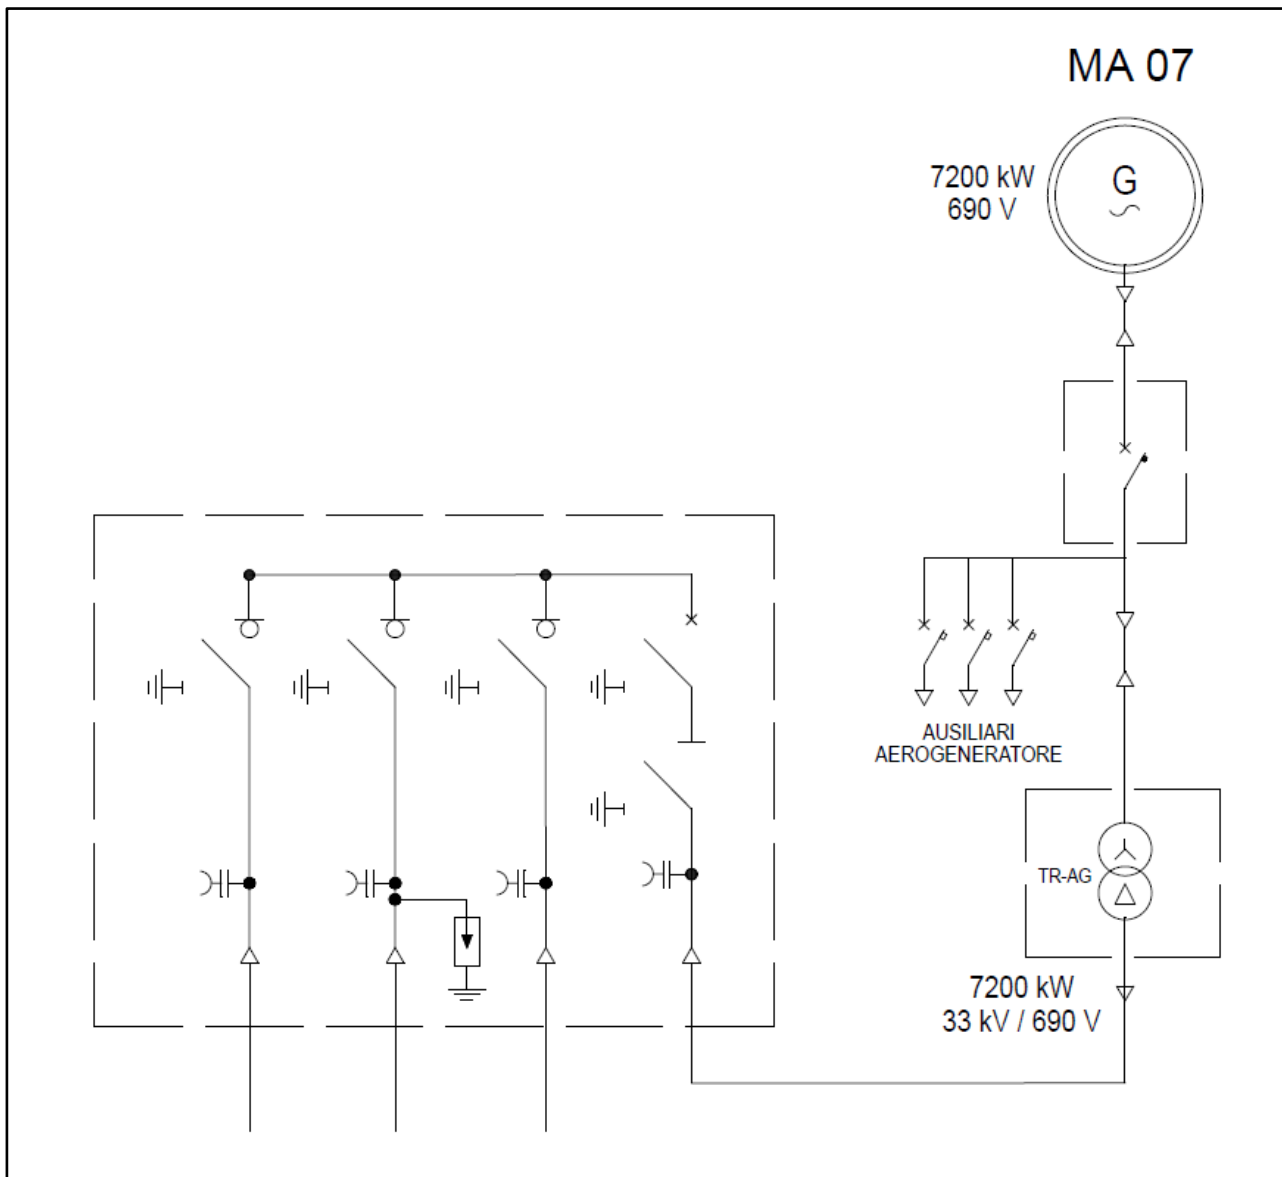 MA 07
7200 kW
690 V
G
AUSILIARI
AEROGENERATORE
TR-AG
7200 kW
33 kV / 690 V